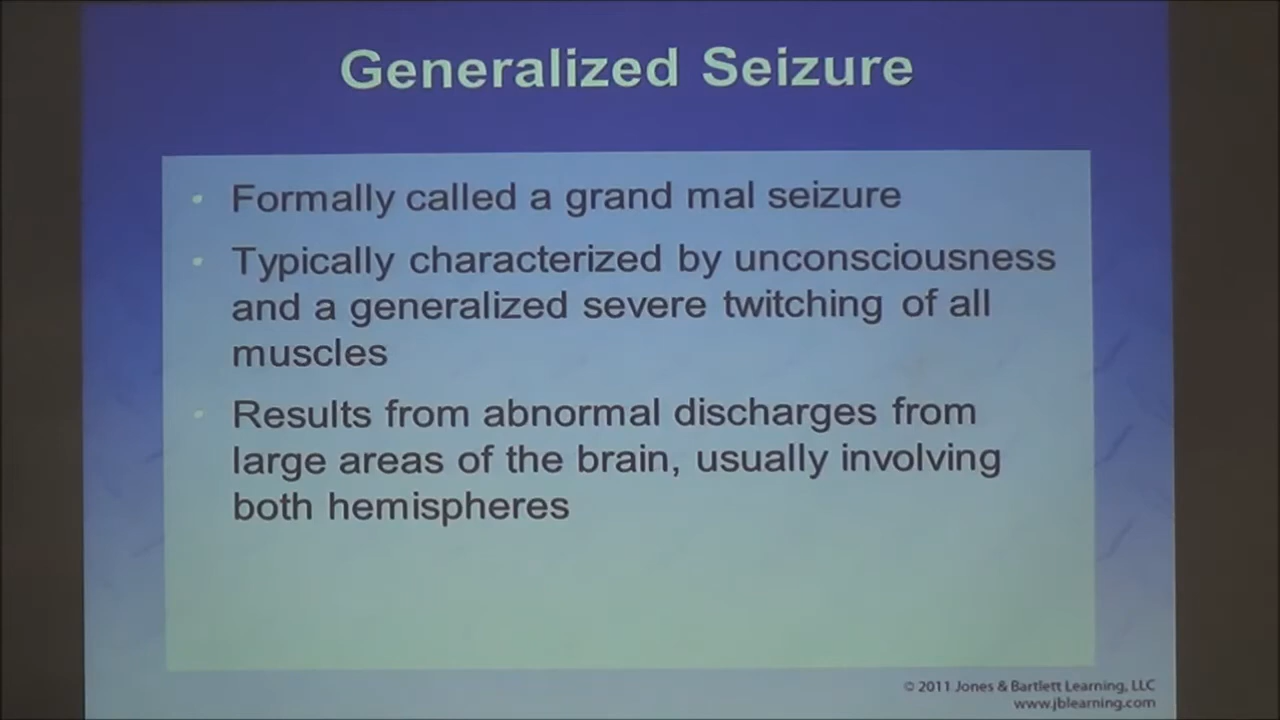 Generalized Seizure
• Formally called a grand mal seizure
• Typically characterized by unconsciousness
and a generalized severe twitching of all
muscles
• Results from abnormal discharges from
large areas of the brain, usually involving
both hemispheres
© 2011 Jones & Bartlett Learning, LLC
www.jblearning.com